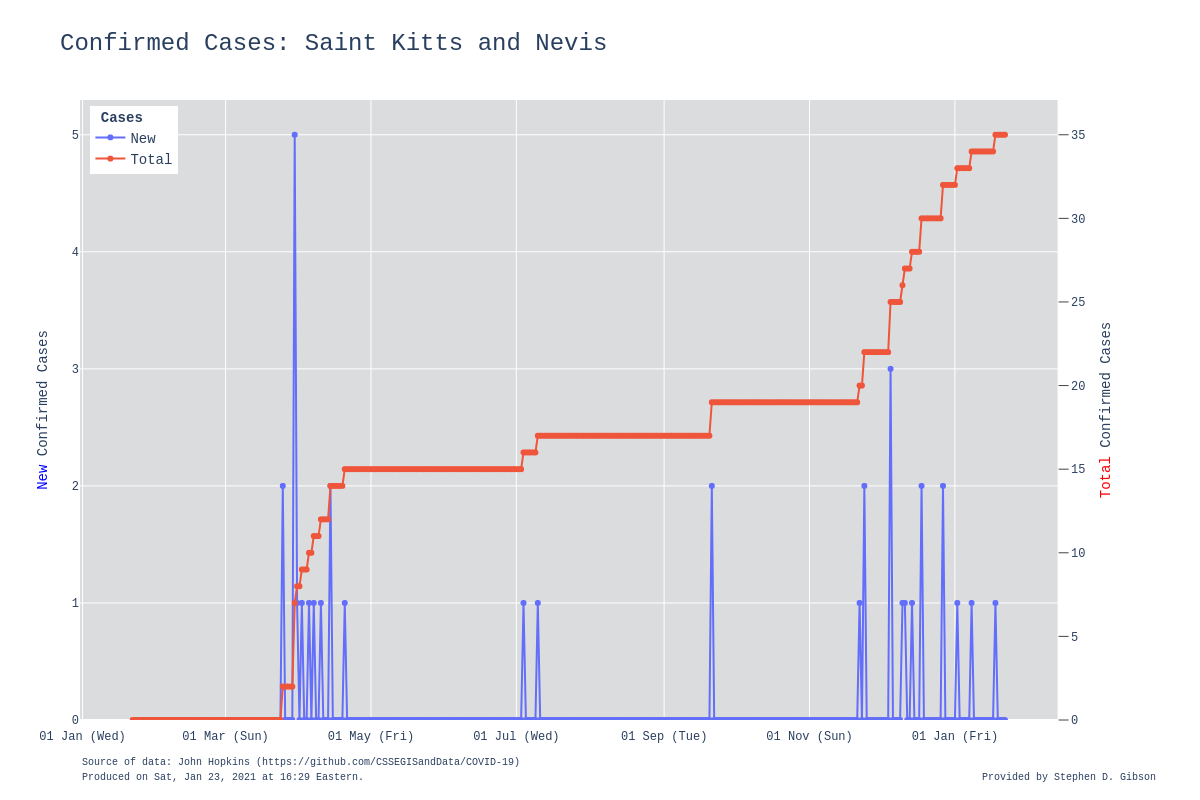 Confirmed Cases: Saint Kitts and Nevis
Cases
New
Total
5
4
3
2
1
0
35
30
25
20
15
10
5
0
New Confirmed Cases
Total Confirmed Cases
01 Jan (Wed)
01 Mar (Sun)
01 May (Fri)
01 Jul (Wed)
01 Sep (Tue)
01 Nov (Sun)
01 Jan (Fri)
Source of data: John Hopkins (https://github.com/CSSEGISandData/COVID-19)
Produced on Sat, Jan 23, 2021 at 16:29 Eastern.
Provided by Stephen D. Gibson